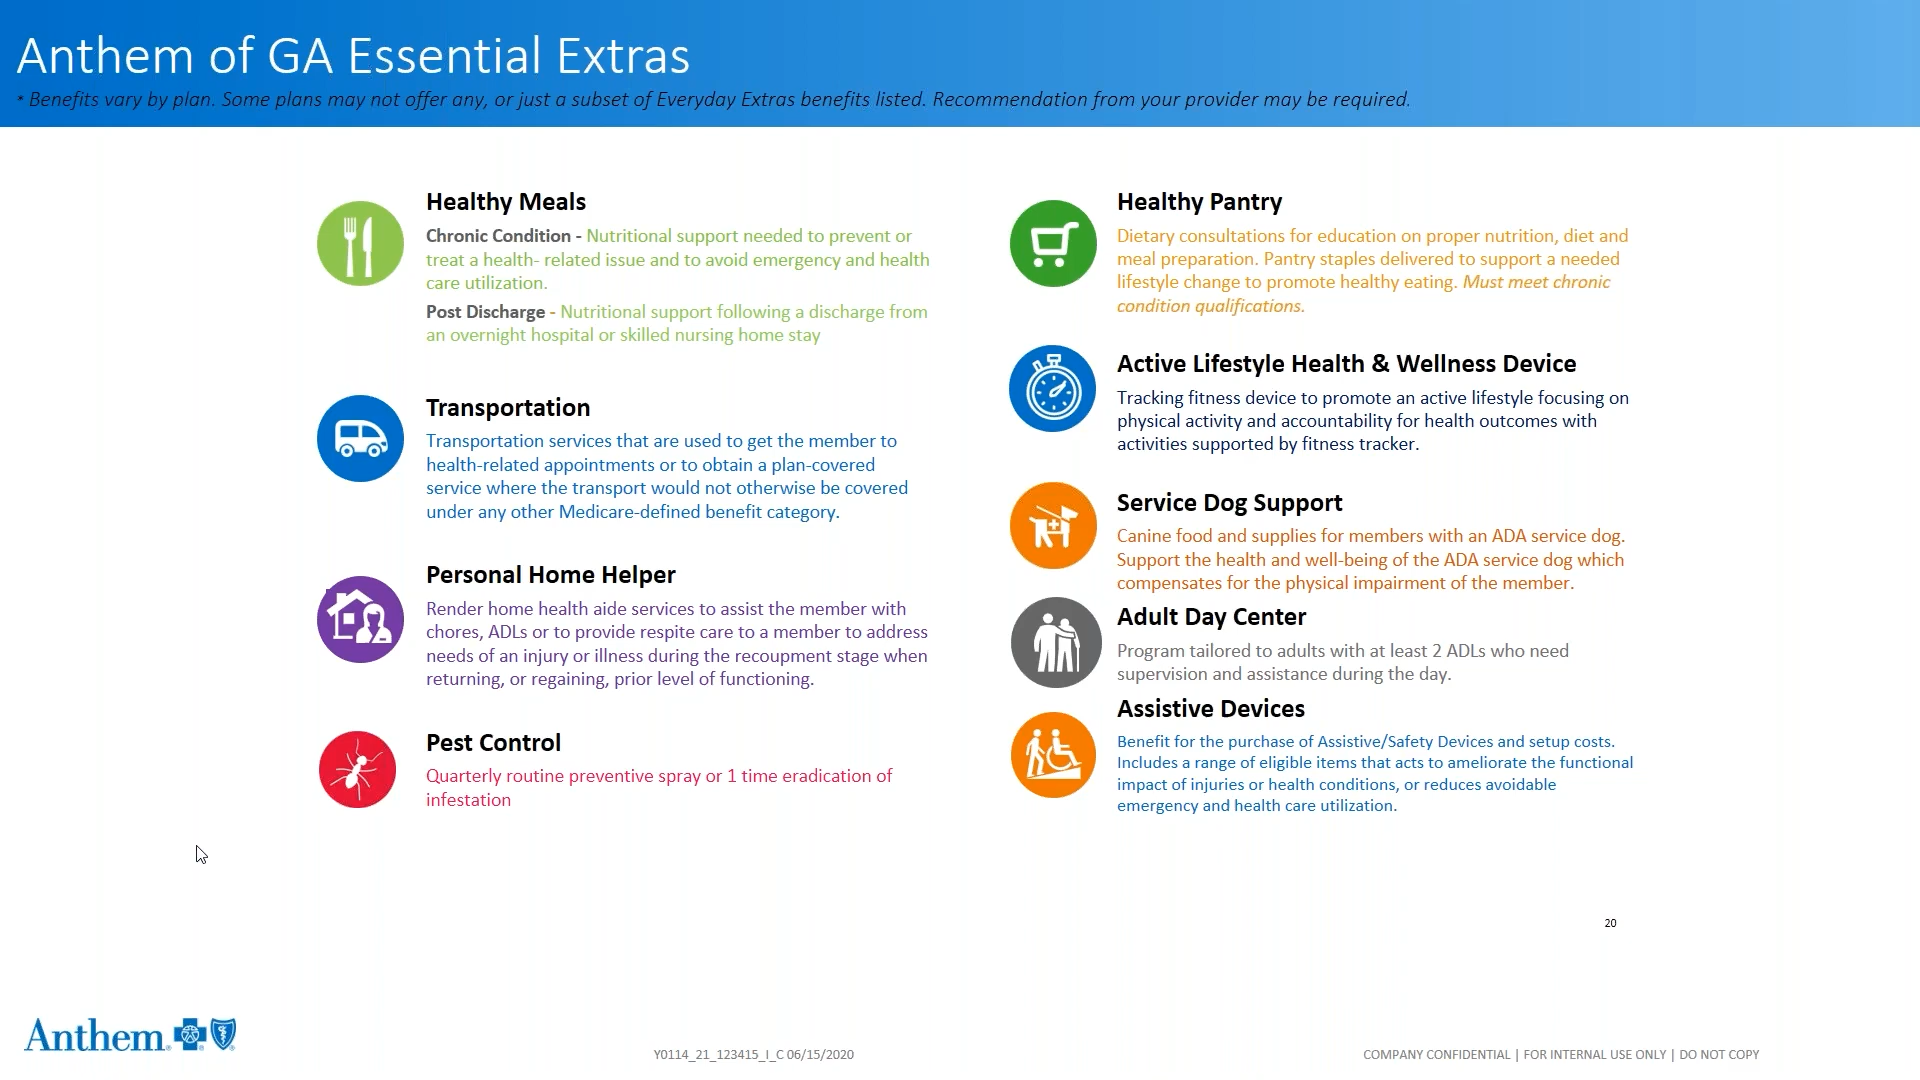 Anthem of GA Essential Extras
* Benefits vary by plan. Some plans may not offer any, or just a subset of Everyday Extras benefits listed. Recommendation from your provider may be required.
Healthy Meals
Chronic Condition - Nutritional support needed to prevent or
treat a health- related issue and to avoid emergency and health
care utilization.
Post Discharge - Nutritional support following a discharge from
an overnight hospital or skilled nursing home stay
Transportation
Transportation services that are used to get the member to
health-related appointments or to obtain a plan-covered
service where the transport would not otherwise be covered
under any other Medicare-defined benefit category.
Personal Home Helper
Render home health aide services to assist the member with
chores, ADLs or to provide respite care to a member to address
needs of an injury or illness during the recoupment stage when
returning, or regaining, prior level of functioning.
Pest Control
Quarterly routine preventive spray or 1 time eradication of
infestation
Healthy Pantry
Dietary consultations for education on proper nutrition, diet and
meal preparation. Pantry staples delivered to support a needed
lifestyle change to promote healthy eating. Must meet chronic
condition qualifications.
Active Lifestyle Health & Wellness Device
Tracking fitness device to promote an active lifestyle focusing on
physical activity and accountability for health outcomes with
activities supported by fitness tracker.
Service Dog Support
Canine food and supplies for members with an ADA service dog.
Support the health and well-being of the ADA service dog which
compensates for the physical impairment of the member.
Adult Day Center
Program tailored to adults with at least 2 ADLs who need
supervision and assistance during the day.
Assistive Devices
Benefit for the purchase of Assistive/Safety Devices and setup costs.
Includes a range of eligible items that acts to ameliorate the functional
impact of injuries or health conditions, or reduces avoidable
emergency and health care utilization.
20
Anthem
Y0114_21_123415_I_C 06/15/2020
COMPANY CONFIDENTIAL | FOR INTERNAL USE ONLY | DO NOT COPY